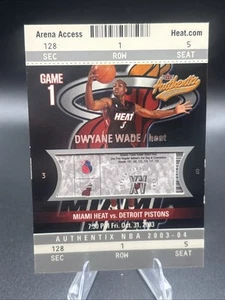 Arena Access Heat.com
128 1 5
SEC ROW SEAT
GAME
1
Authentix
HEAT
3
DWYANE WADE / heat
MIAMI
MIAMI HEAT vs. DETROIT PISTONS
7:30 PM Fri. Oct. 31, 2003
AUTHENTIX NBA 2003-04
128 1 5
SEC ROW SEAT